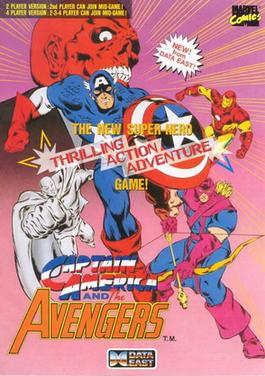 2 PLAYER VERSION: 2nd PLAYER CAN JOIN MID-GAME!
4 PLAYER VERSION: 2-3-4 PLAYER CAN JOIN MID-GAME!
MARVEL
COMICS
NEW!
from
DATA EAST!
THE NEW SUPER HERO
THRILLING
ACTION
ADVENTURE
GAME!
CAPTAIN
AMERICA
AND The
AVENGERS
T.M.
DATA
EAST